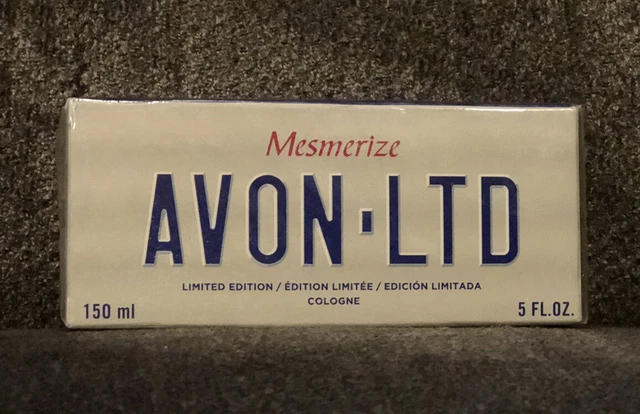 Mesmerize
AVON·LTD
LIMITED EDITION / ÉDITION LIMITÉE / EDICIÓN LIMITADA
COLOGNE
150 ml 5 FL.OZ.